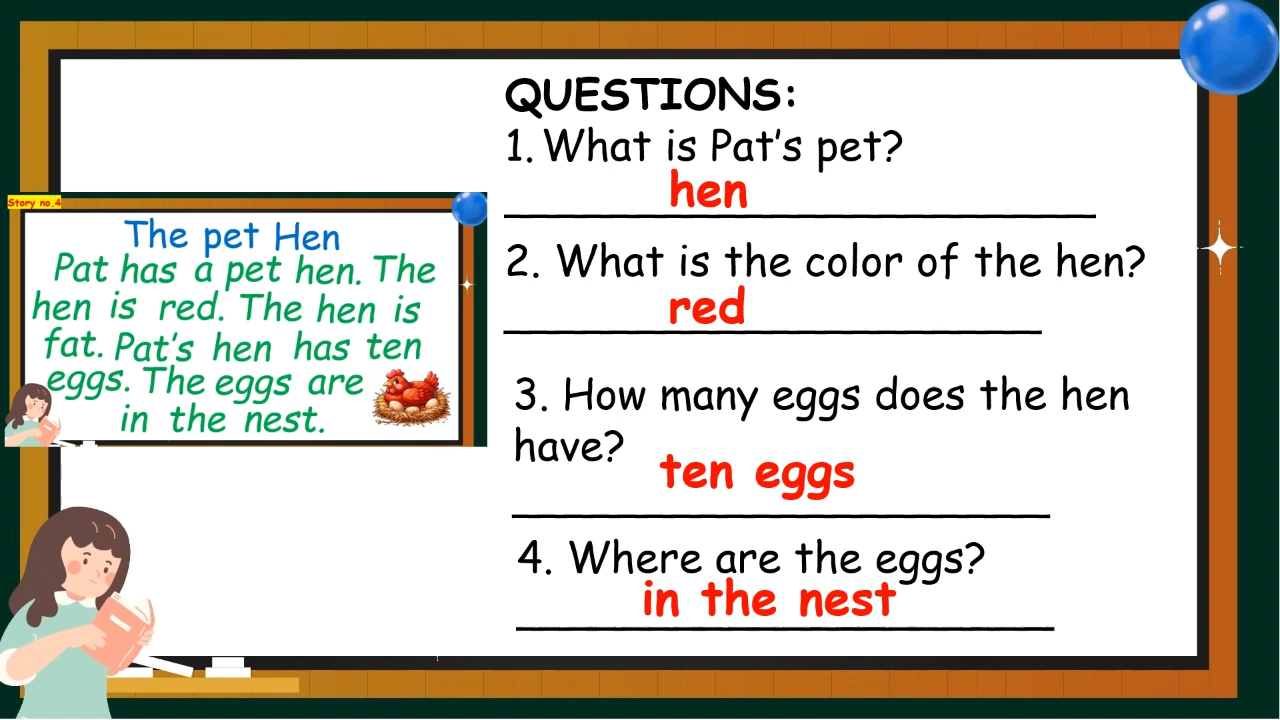 Story no.4
The pet Hen
Pat has a pet hen. The
hen is red. The hen is
fat. Pat's hen has ten
eggs. The eggs are
in the nest.
QUESTIONS:
1. What is Pat's pet?
hen
2. What is the color of the hen?
red
3. How many eggs does the hen
have?
ten eggs
4. Where are the eggs?
in the nest